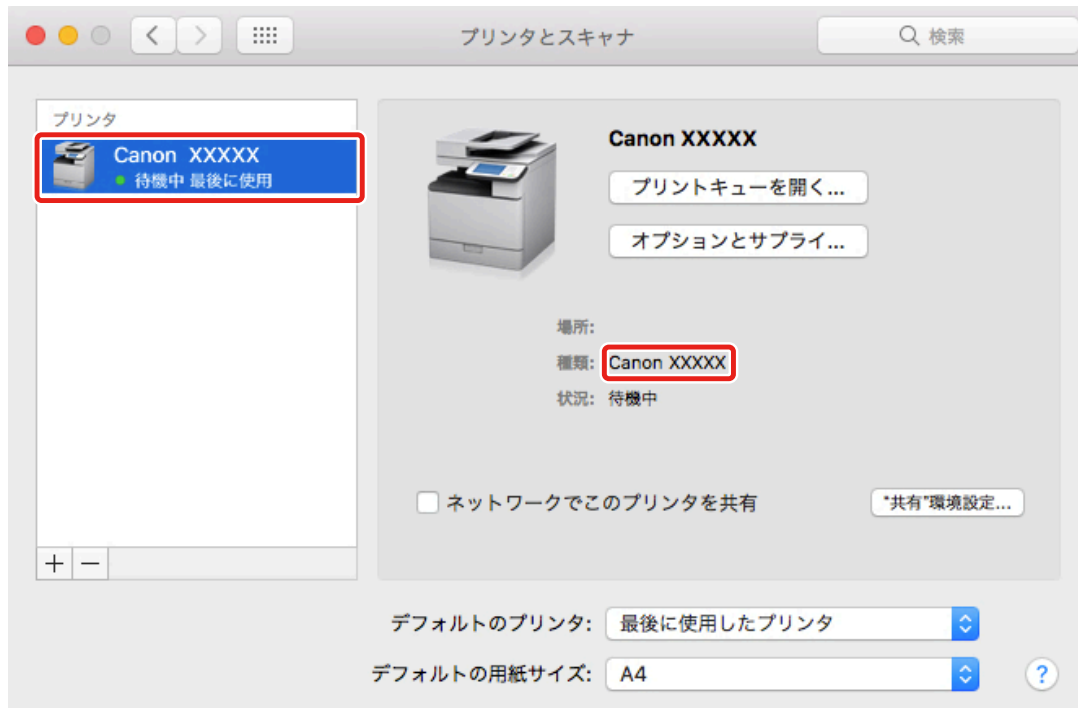 プリンタとスキャナ
検索
プリンタ
Canon XXXXX
待機中 最後に使用
Canon XXXXX
プリントキューを開く...
オプションとサプライ...
場所:
種類: Canon XXXXX
状況: 待機中
ネットワークでこのプリンタを共有
"共有"環境設定...
+ −
デフォルトのプリンタ: 最後に使用したプリンタ
デフォルトの用紙サイズ: A4
?